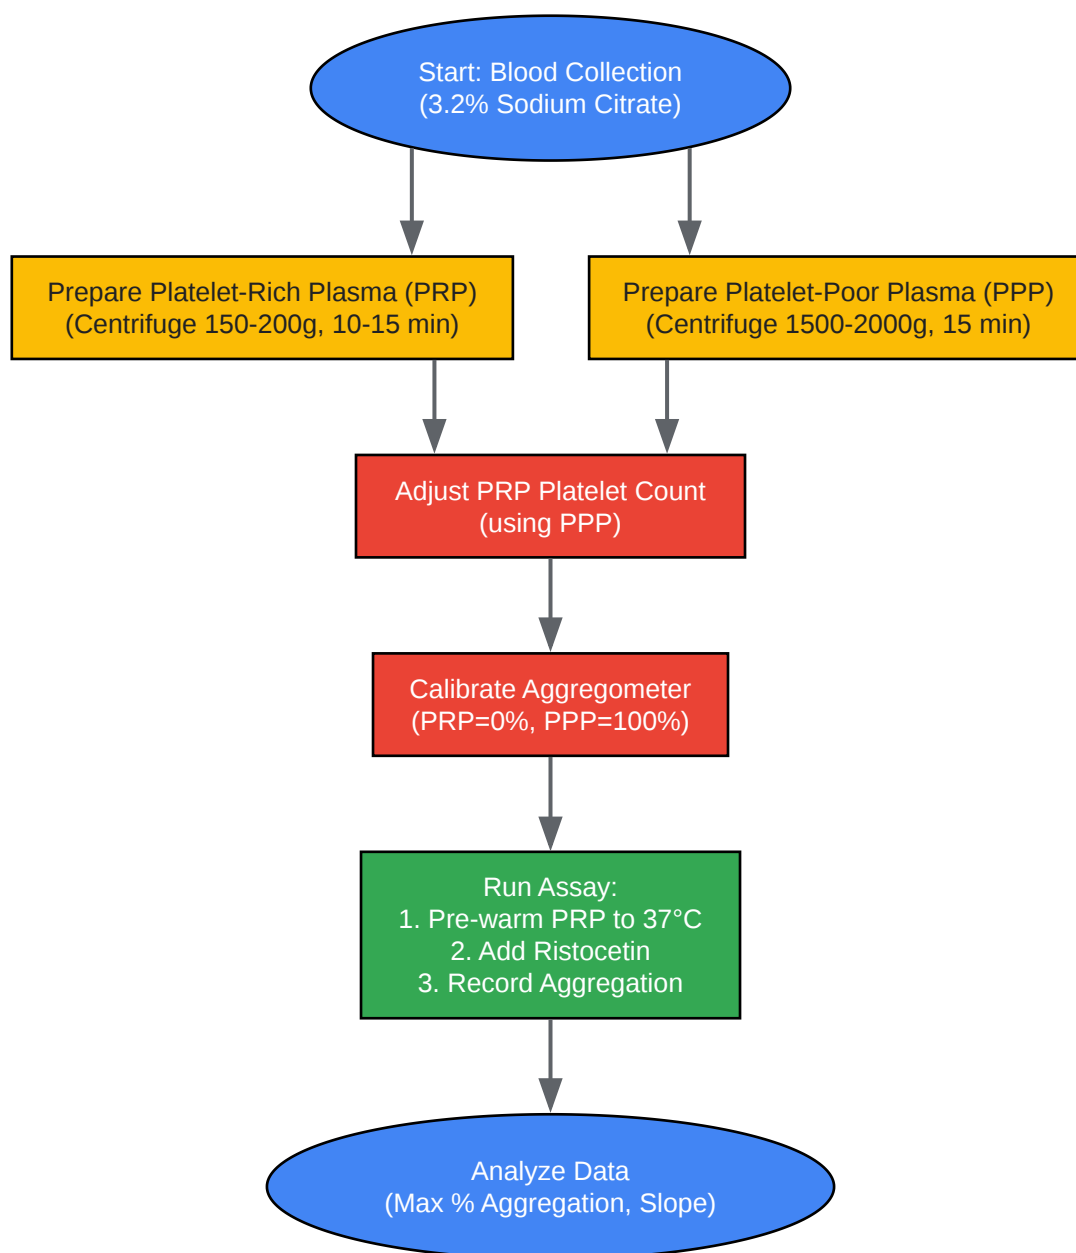 Start: Blood Collection
(3.2% Sodium Citrate)
Prepare Platelet-Rich Plasma (PRP)
(Centrifuge 150-200g, 10-15 min)
Prepare Platelet-Poor Plasma (PPP)
(Centrifuge 1500-2000g, 15 min)
Adjust PRP Platelet Count
(using PPP)
Calibrate Aggregometer
(PRP=0%, PPP=100%)
Run Assay:
1. Pre-warm PRP to 37°C
2. Add Ristocetin
3. Record Aggregation
Analyze Data
(Max % Aggregation, Slope)